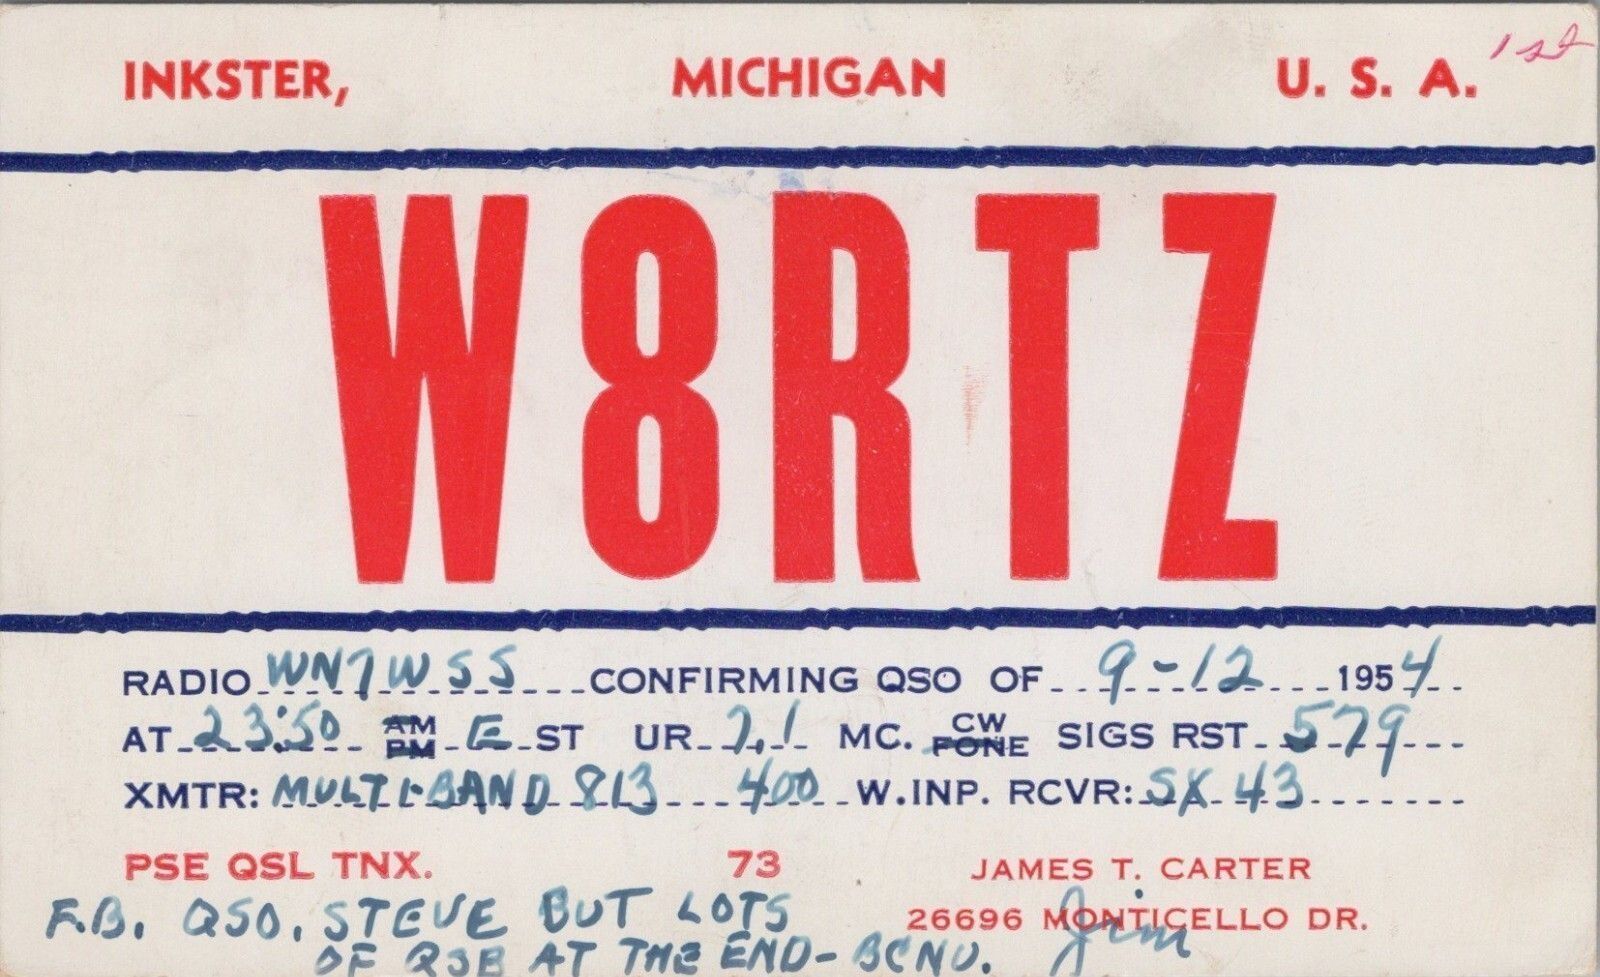 INKSTER, MICHIGAN U. S. A. 1st
W8RTZ
RADIO WN7WSS CONFIRMING QSO OF 9-12 1954
AT 23:50 AM PM E ST UR 7.1 MC. CW FONE SIGS RST 579
XMTR: MULTI-BAND 813 400 W.INP. RCVR: SX 43
PSE QSL TNX. 73 JAMES T. CARTER
26696 MONTICELLO DR.
F.B. QSO, STEVE BUT LOTS
OF QSB AT THE END- BCNU. Jim